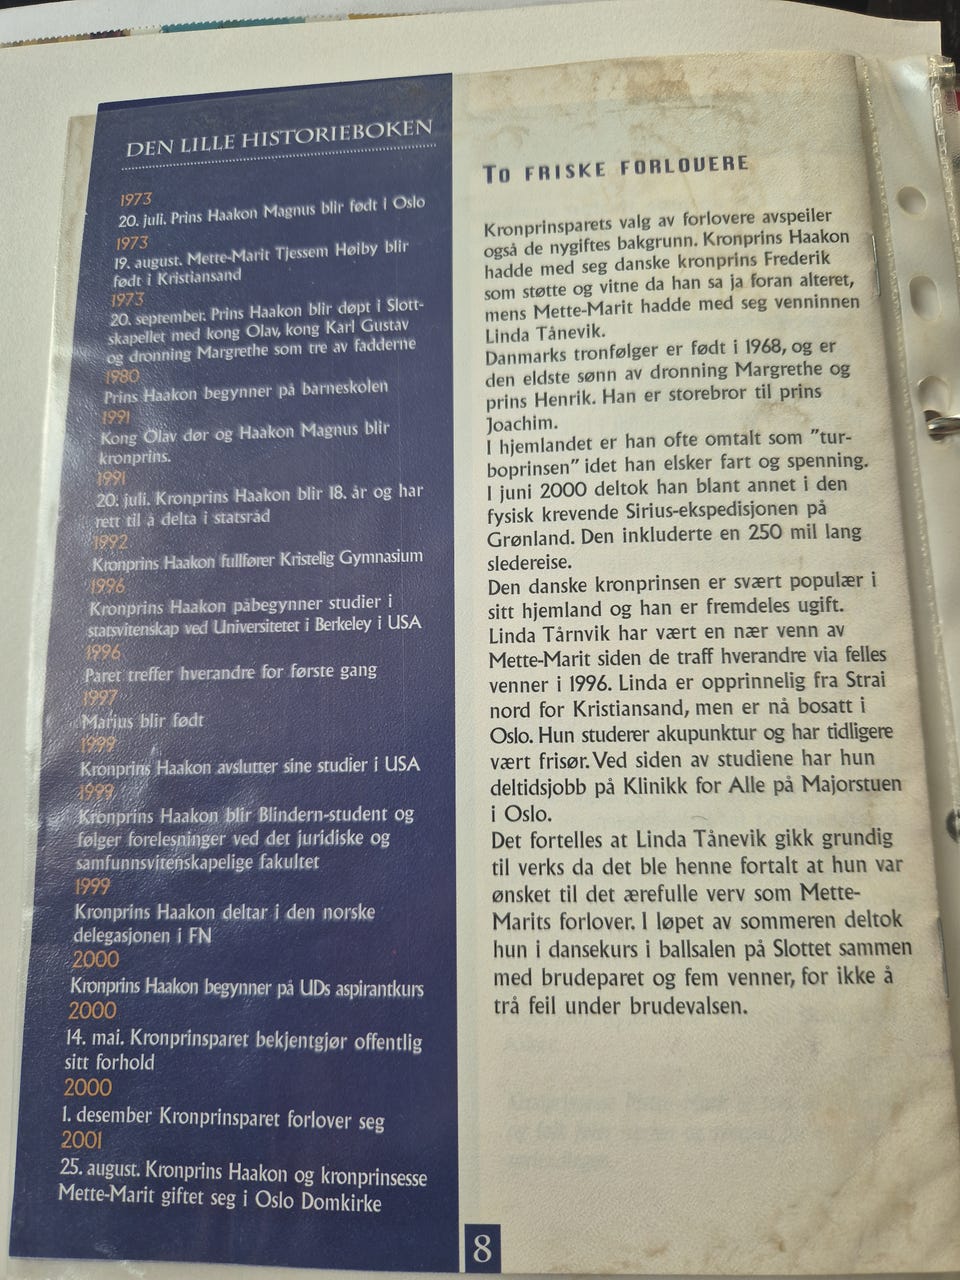 DEN LILLE HISTORIEBOKEN
1973
20. juli. Prins Haakon Magnus blir født i Oslo
1973
19. august. Mette-Marit Tjessem Høiby blir
født i Kristiansand
1973
20. september. Prins Haakon blir døpt i Slott-
skapellet med kong Olav, kong Karl Gustav
og dronning Margrethe som tre av fadderne
1980
Prins Haakon begynner på barneskolen
1991
Kong Olav dør og Haakon Magnus blir
kronprins.
1991
20. juli. Kronprins Haakon blir 18. år og har
rett til å delta i statsråd
1992
Kronprins Haakon fullfører Kristelig Gymnasium
1996
Kronprins Haakon påbegynner studier i
statsvitenskap ved Universitetet i Berkeley i USA
1996
Paret treffer hverandre for første gang
1997
Marius blir født
1999
Kronprins Haakon avslutter sine studier i USA
1999
Kronprins Haakon blir Blindern-student og
følger forelesninger ved det juridiske og
samfunnsvitenskapelige fakultet
1999
Kronprins Haakon deltar i den norske
delegasjonen i FN
2000
Kronprins Haakon begynner på UDs aspirantkurs
2000
14. mai. Kronprinsparet bekjentgjør offentlig
sitt forhold
2000
1. desember Kronprinsparet forlover seg
2001
25. august. Kronprins Haakon og kronprinsesse
Mette-Marit giftet seg i Oslo Domkirke
TO FRISKE FORLOVERE
Kronprinsparets valg av forlovere avspeiler
også de nygiftes bakgrunn. Kronprins Haakon
hadde med seg danske kronprins Frederik
som støtte og vitne da han sa ja foran alteret,
mens Mette-Marit hadde med seg venninnen
Linda Tånevik.
Danmarks tronfølger er født i 1968, og er
den eldste sønn av dronning Margrethe og
prins Henrik. Han er storebror til prins
Joachim.
I hjemlandet er han ofte omtalt som "tur-
boprinsen" idet han elsker fart og spenning.
I juni 2000 deltok han blant annet i den
fysisk krevende Sirius-ekspedisjonen på
Grønland. Den inkluderte en 250 mil lang
sledereise.
Den danske kronprinsen er svært populær i
sitt hjemland og han er fremdeles ugift.
Linda Tårnvik har vært en nær venn av
Mette-Marit siden de traff hverandre via felles
venner i 1996. Linda er opprinnelig fra Strai
nord for Kristiansand, men er nå bosatt i
Oslo. Hun studerer akupunktur og har tidligere
vært frisør. Ved siden av studiene har hun
deltidsjobb på Klinikk for Alle på Majorstuen
i Oslo.
Det fortelles at Linda Tånevik gikk grundig
til verks da det ble henne fortalt at hun var
ønsket til det ærefulle verv som Mette-
Marits forlover. I løpet av sommeren deltok
hun i dansekurs i ballsalen på Slottet sammen
med brudeparet og fem venner, for ikke å
trå feil under brudevalsen.
8